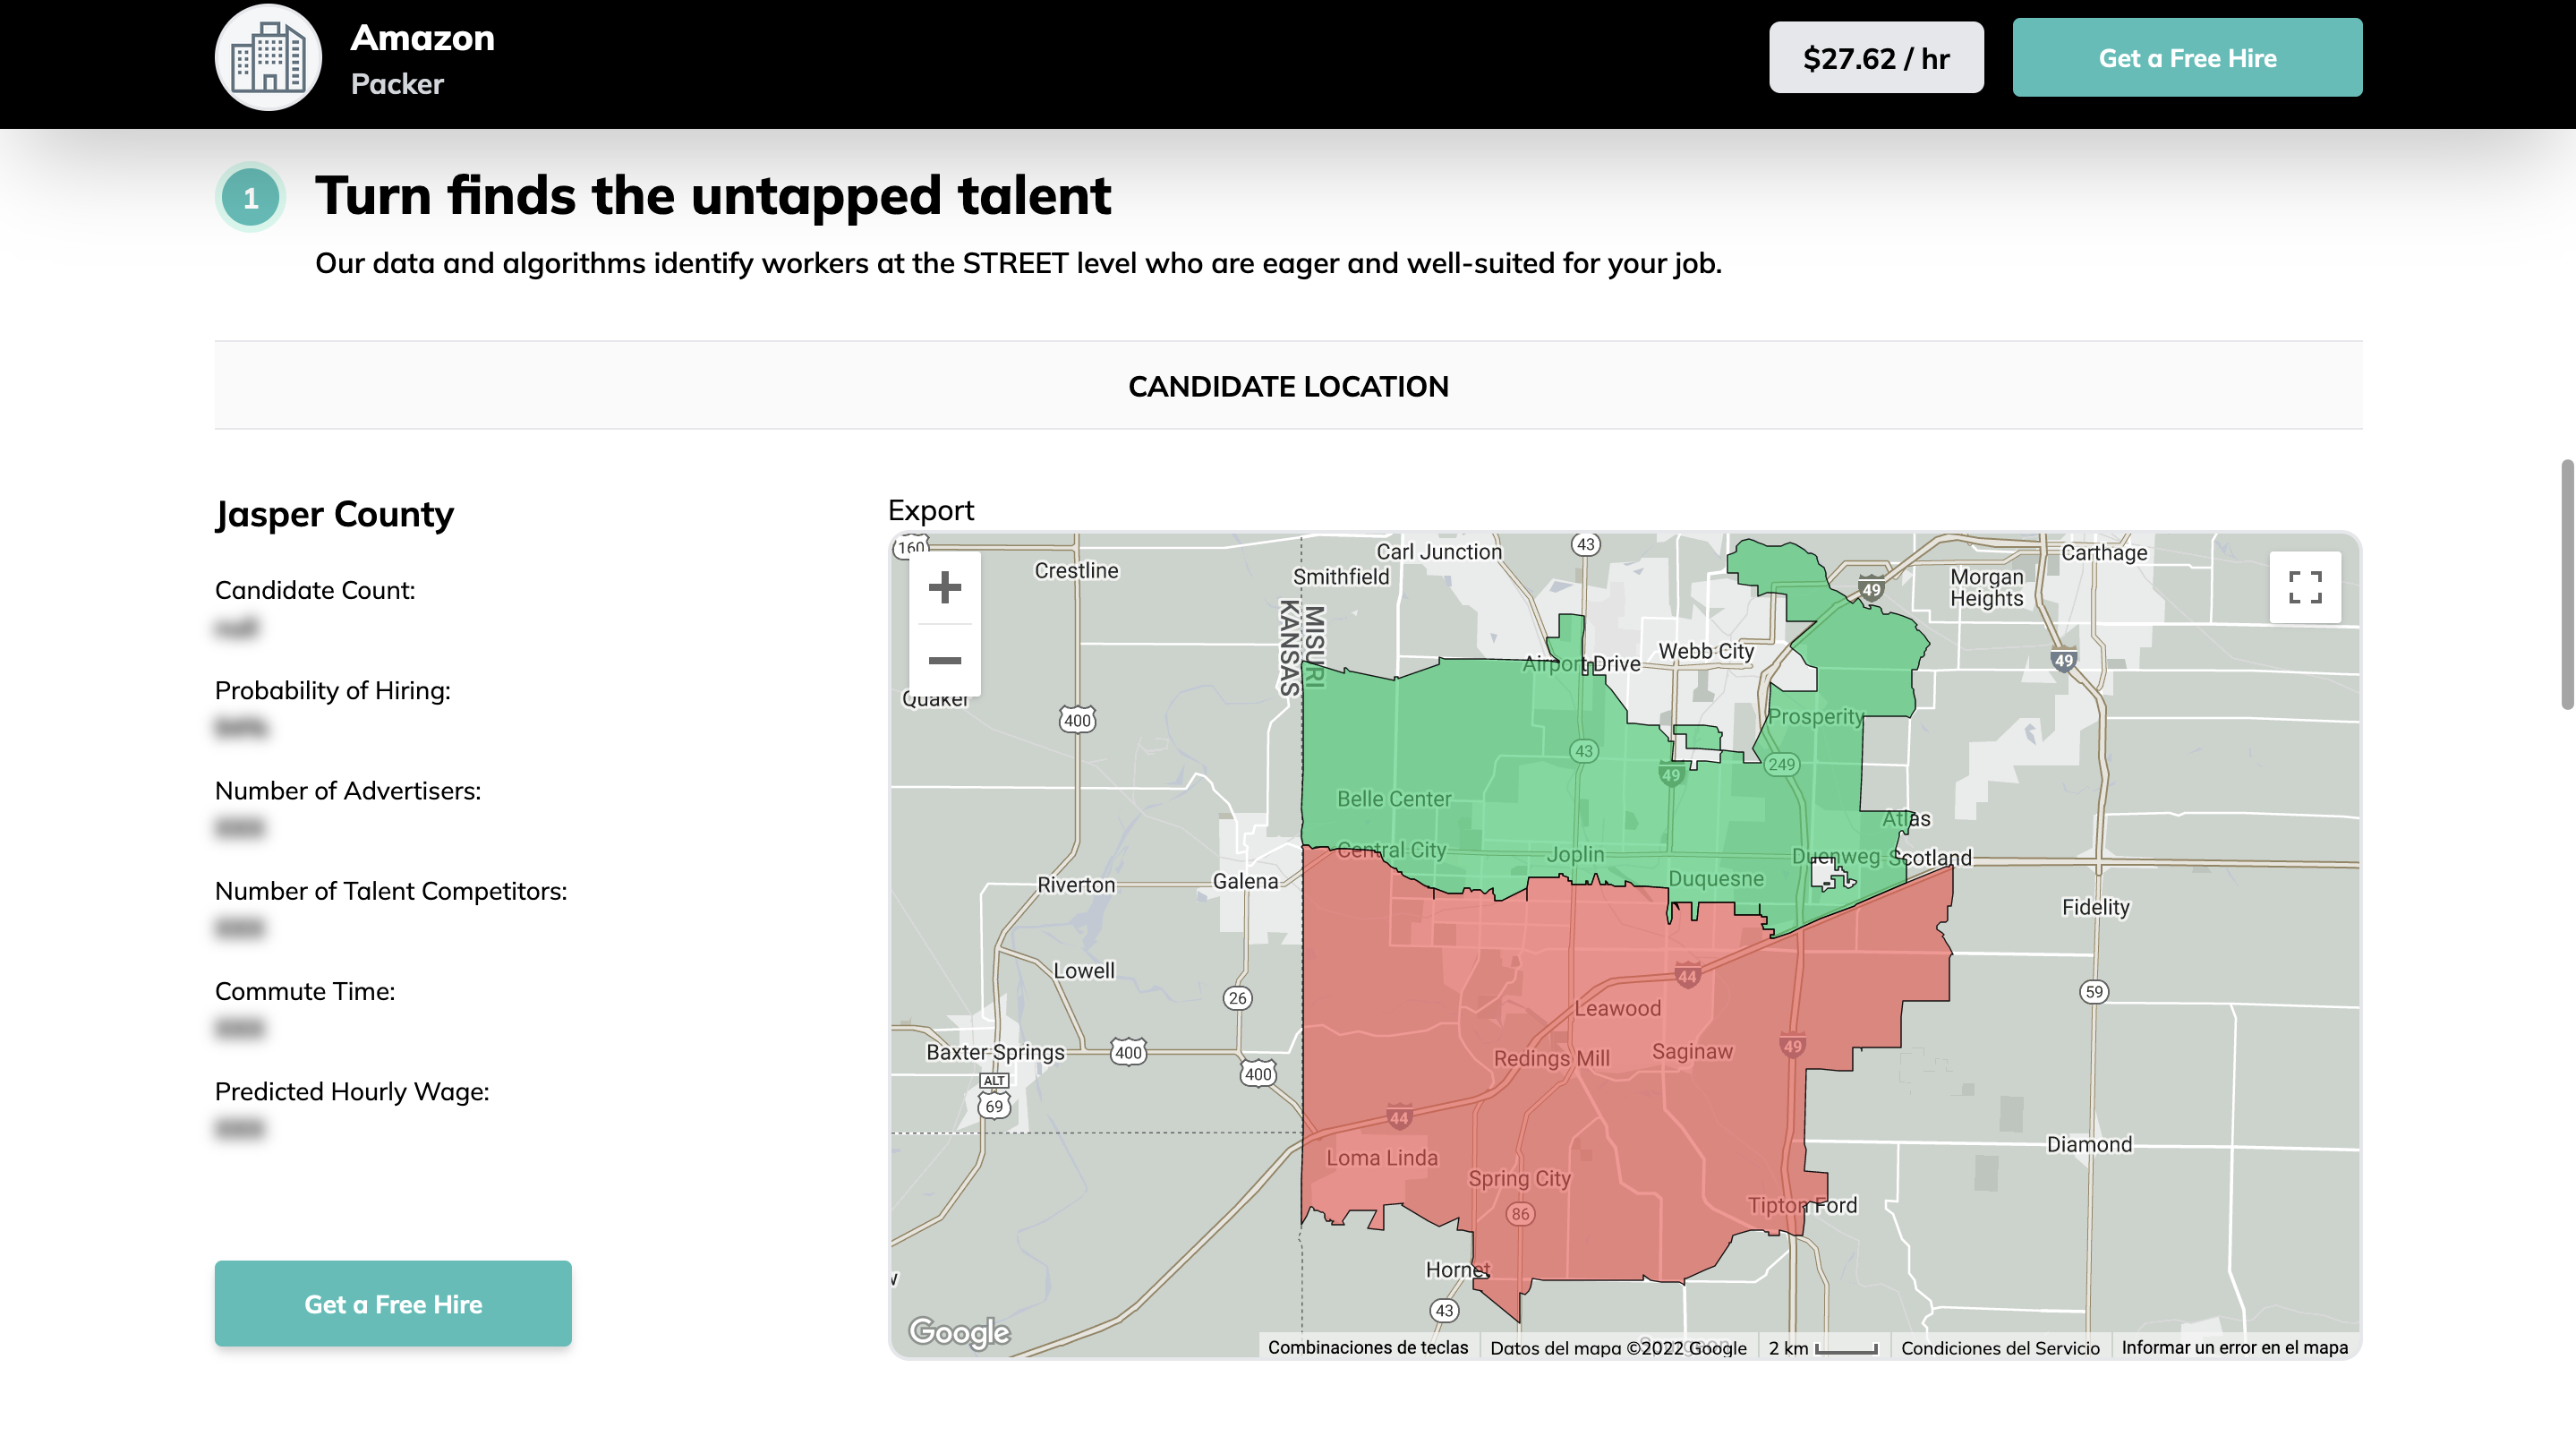 Amazon
Packer
$27.62 / hr
Get a Free Hire
1
Turn finds the untapped talent
Our data and algorithms identify workers at the STREET level who are eager and well-suited for your job.
CANDIDATE LOCATION
Jasper County
Candidate Count:
Probability of Hiring:
Number of Advertisers:
Number of Talent Competitors:
Commute Time:
Predicted Hourly Wage:
Get a Free Hire
Export
160
Crestline
Carl Junction
Smithfield
43
Carthage
Morgan
Heights
49
MISURI
KANSAS
Airport Drive
Webb City
49
Quaker
400
Prosperity
43
49
249
Belle Center
Atlas
Central City
Joplin
Duenweg
Scotland
Duquesne
Riverton
Galena
Fidelity
Lowell
44
26
59
Leawood
Baxter Springs
400
Redings Mill
Saginaw
49
400
ALT
69
44
Diamond
Loma Linda
Spring City
Tipton Ford
86
Hornet
43
Google
Combinaciones de teclas
Datos del mapa ©2022 Google
2 km
Condiciones del Servicio
Informar un error en el mapa